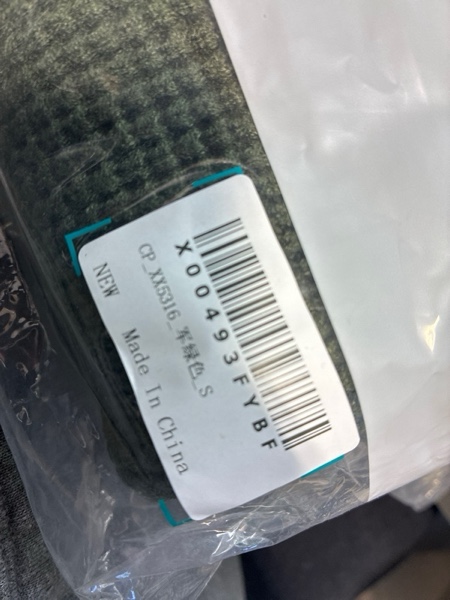 X00493FYBF
CP_XX5316_军绿色_S
NEW Made In China